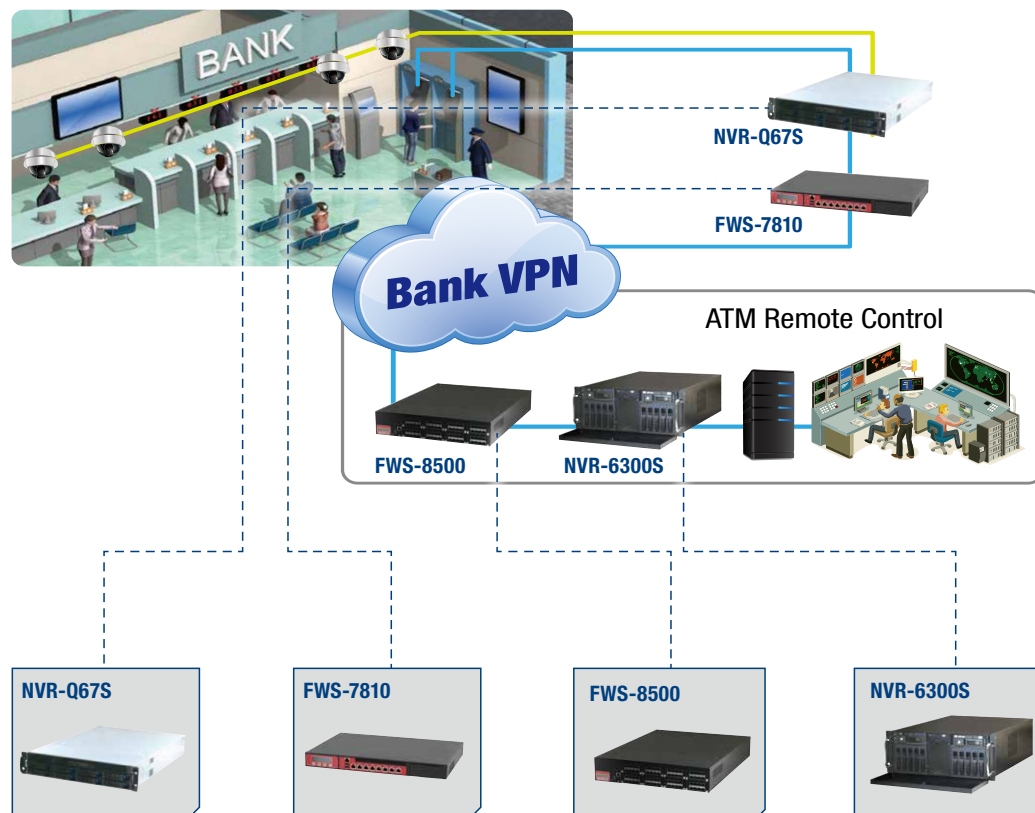 BANK
NVR-Q67S
FWS-7810
Bank VPN
ATM Remote Control
FWS-8500
NVR-6300S
NVR-Q67S
FWS-7810
FWS-8500
NVR-6300S